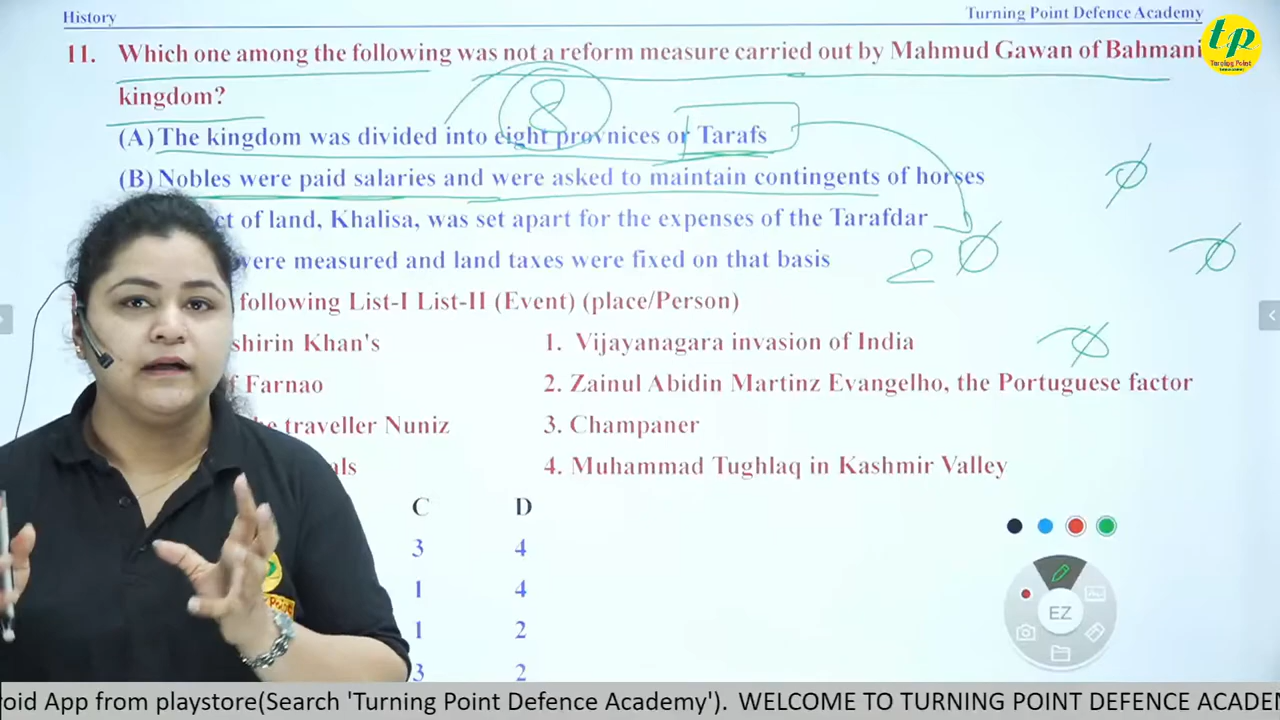 History
Turning Point Defence Academy
tp
Turning Point
11. Which one among the following was not a reform measure carried out by Mahmud Gawan of Bahmani
kingdom?
8
(A) The kingdom was divided into eight provnices or Tarafs
(B) Nobles were paid salaries and were asked to maintain contingents of horses
ct of land, Khalisa, was set apart for the expenses of the Tarafdar
were measured and land taxes were fixed on that basis
following List-I List-II (Event) (place/Person)
shirin Khan's 1. Vijayanagara invasion of India
f Farnao 2. Zainul Abidin Martinz Evangelho, the Portuguese factor
he traveller Nuniz 3. Champaner
als 4. Muhammad Tughlaq in Kashmir Valley
C D
3 4
1 4
1 2
3 2
EZ
oid App from playstore(Search 'Turning Point Defence Academy'). WELCOME TO TURNING POINT DEFENCE ACADE